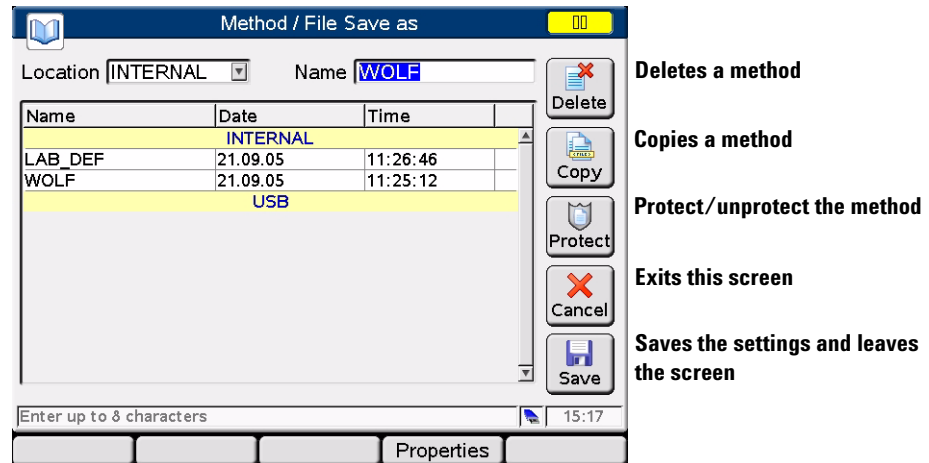 Method / File Save as
Location INTERNAL Name WOLF
Delete
Deletes a method
Name Date Time
INTERNAL
LAB_DEF 21.09.05 11:26:46
WOLF 21.09.05 11:25:12
USB
Copy
Copies a method
Protect
Protect/unprotect the method
Cancel
Exits this screen
Save
Saves the settings and leaves
the screen
Enter up to 8 characters 15:17
Properties